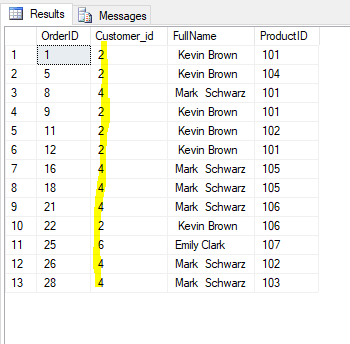 Results Messages
OrderID Customer_id FullName ProductID
1 1 2 Kevin Brown 101
2 5 2 Kevin Brown 104
3 8 4 Mark Schwarz 101
4 9 2 Kevin Brown 101
5 11 2 Kevin Brown 102
6 12 2 Kevin Brown 101
7 16 4 Mark Schwarz 105
8 18 4 Mark Schwarz 105
9 21 4 Mark Schwarz 106
10 22 2 Kevin Brown 106
11 25 6 Emily Clark 107
12 26 4 Mark Schwarz 102
13 28 4 Mark Schwarz 103